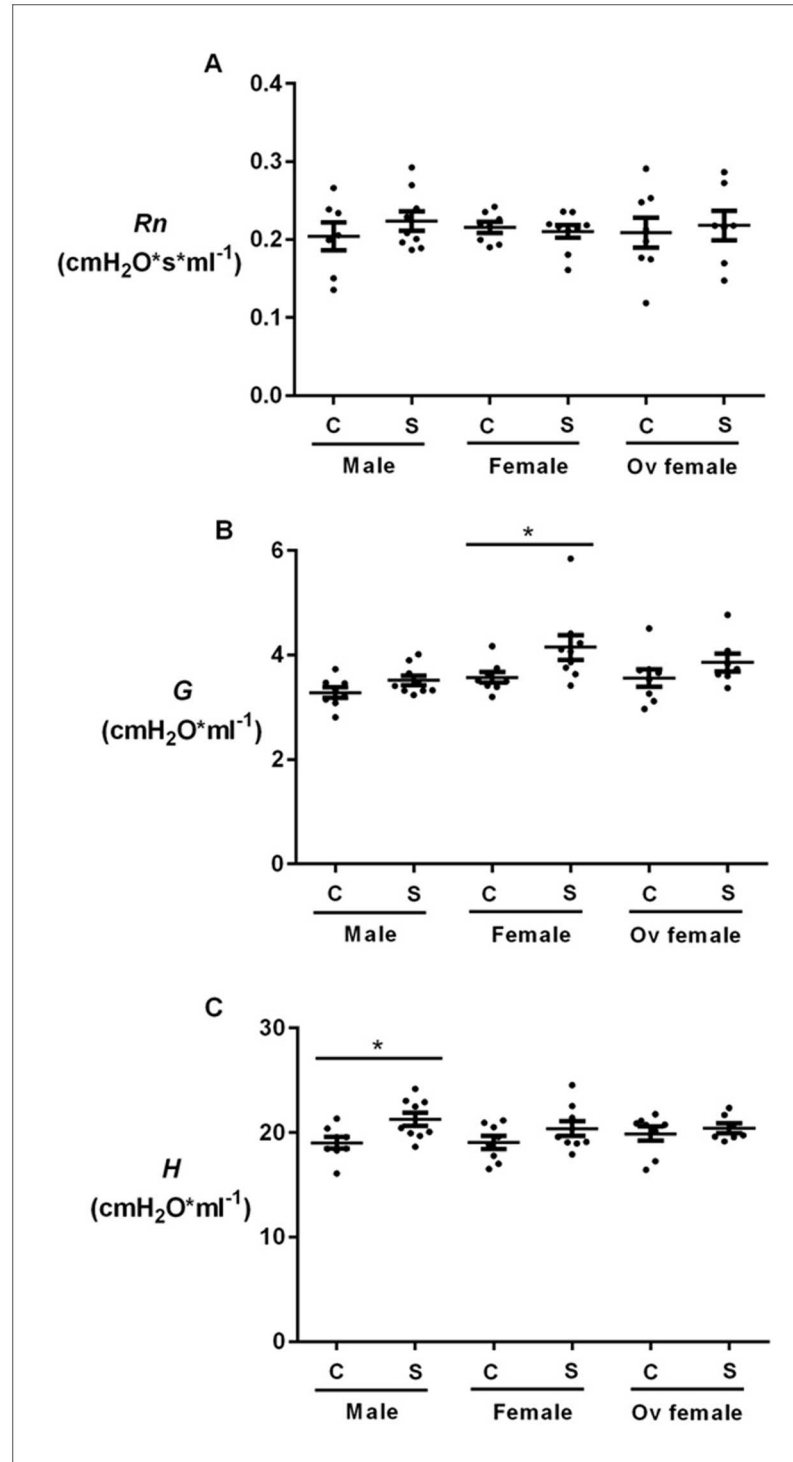 A
0.4
0.3
Rn
0.2
(cmH₂O*s*ml⁻¹)
0.1
0.0
C S C S C S
Male Female Ov female
B
*
6
4
G
(cmH₂O*ml⁻¹)
2
0
C S C S C S
Male Female Ov female
C
30
*
20
H
(cmH₂O*ml⁻¹)
10
0
C S C S C S
Male Female Ov female